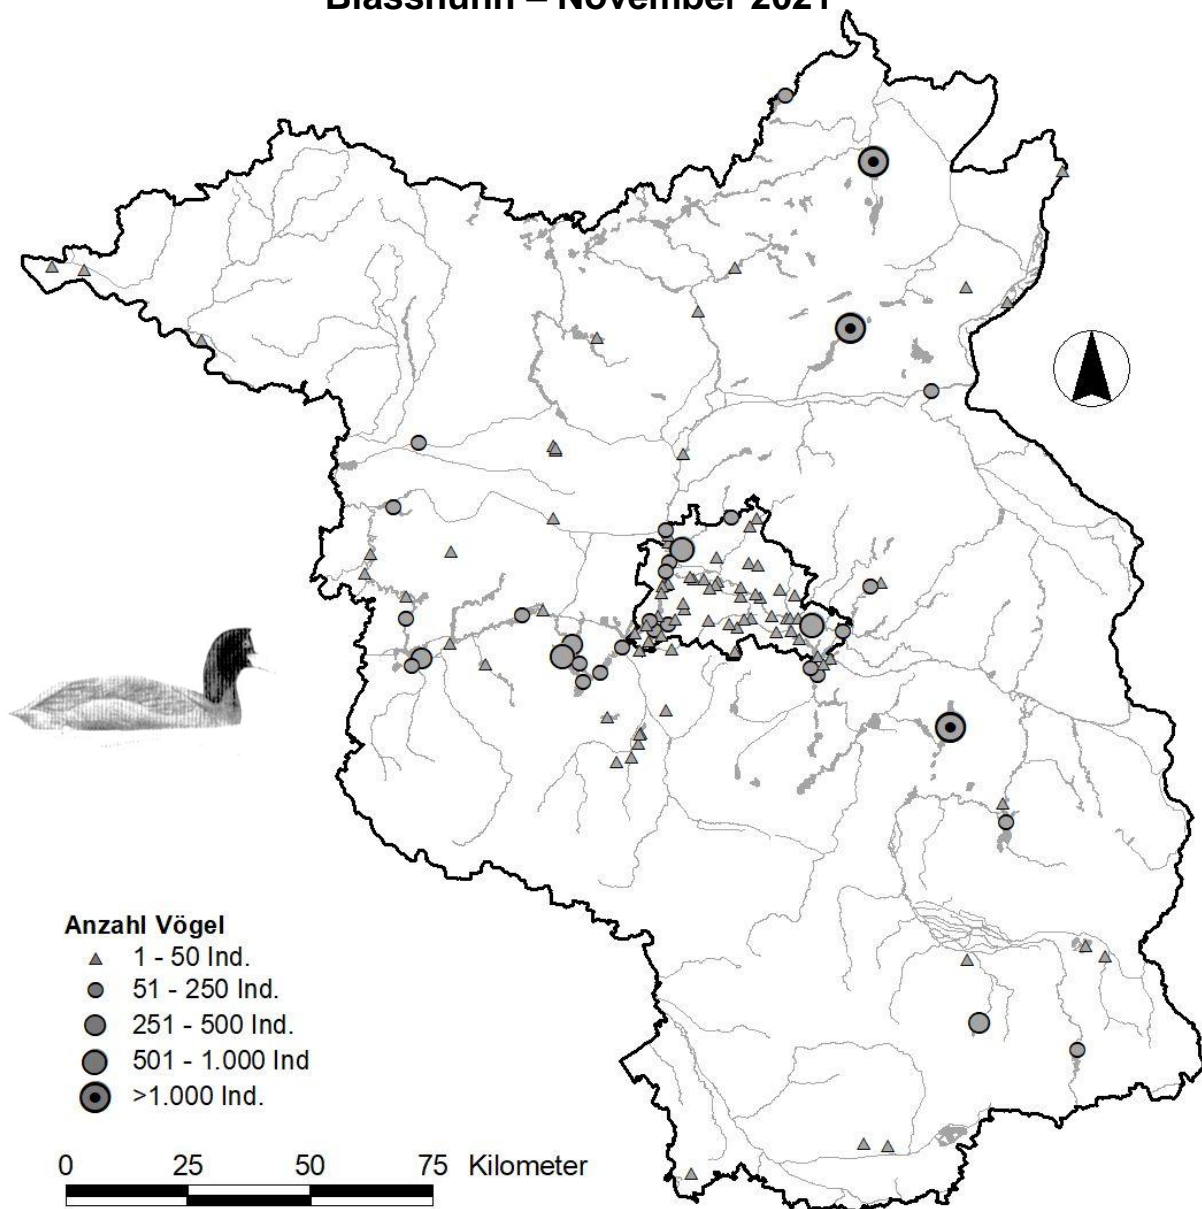 Blässhuhn – November 2021
Anzahl Vögel
1 - 50 Ind.
51 - 250 Ind.
251 - 500 Ind.
501 - 1.000 Ind
>1.000 Ind.
0 25 50 75 Kilometer